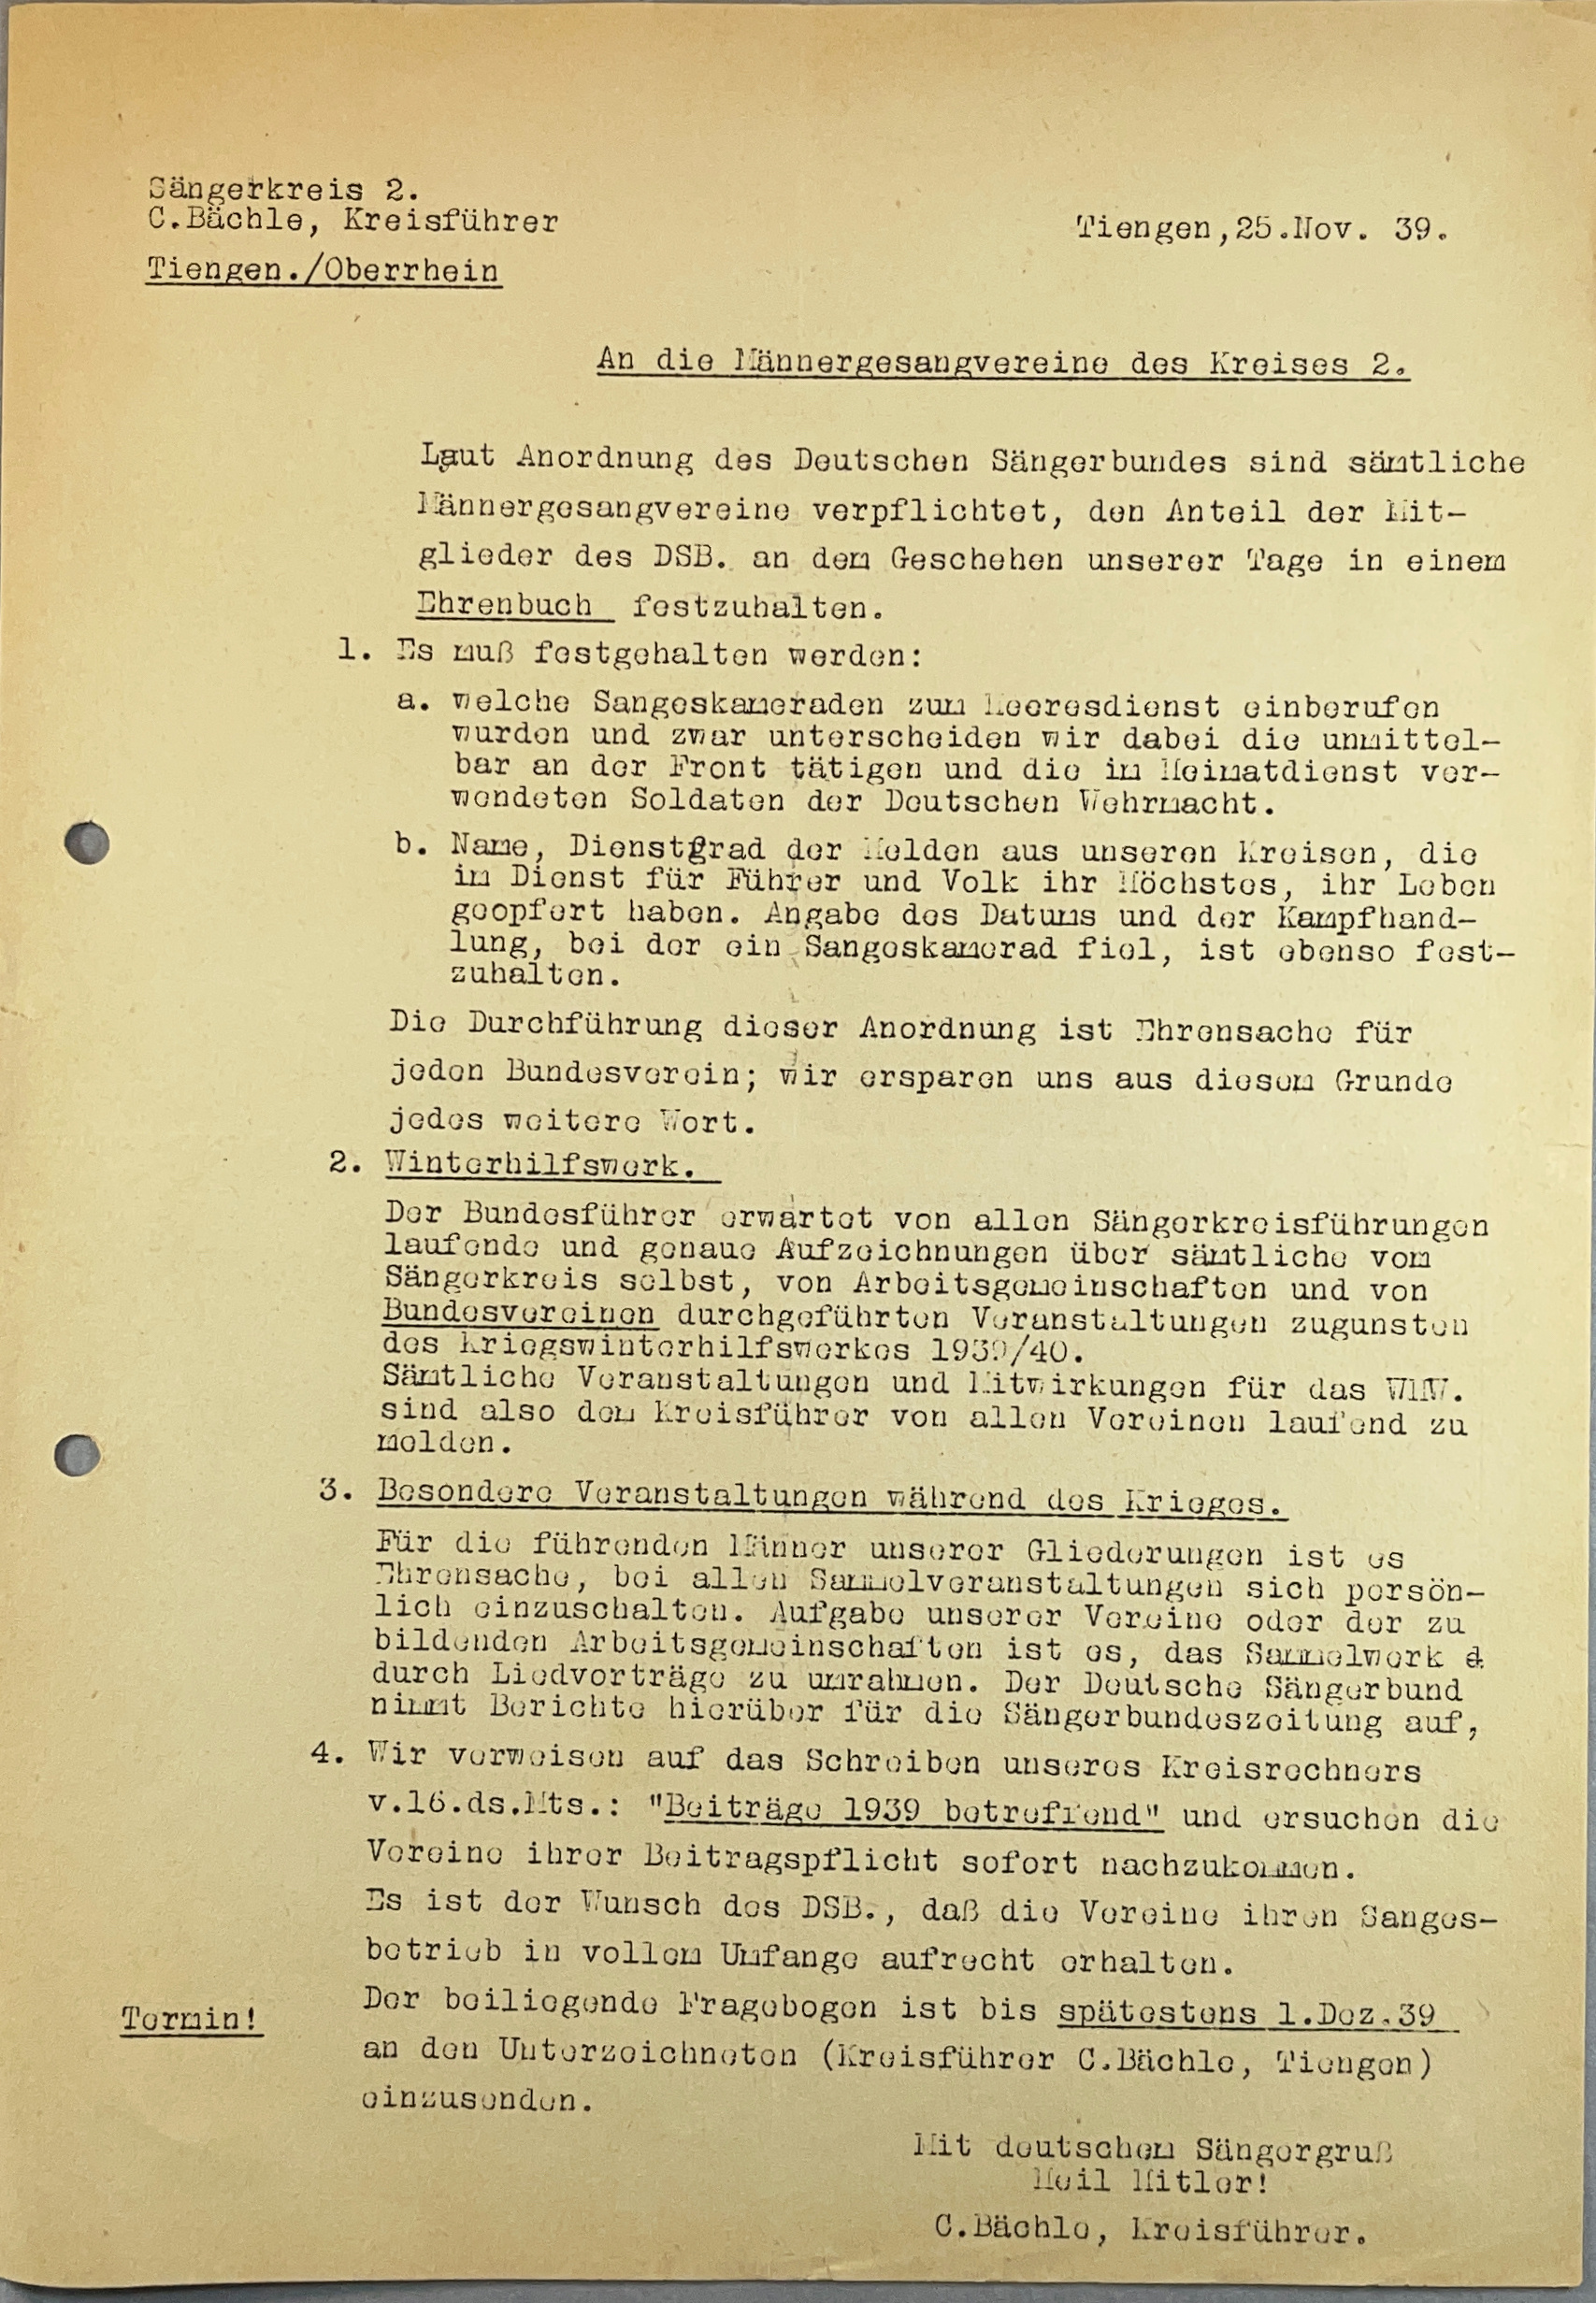 Sängerkreis 2.
C.Bächle, Kreisführer
Tiengen,25.Nov. 39.
Tiengen./Oberrhein
An die Männergesangvereine des Kreises 2.
Laut Anordnung des Deutschen Sängerbundes sind sämtliche
Männergesangvereine verpflichtet, den Anteil der Mit-
glieder des DSB. an dem Geschehen unserer Tage in einem
Ehrenbuch festzuhalten.
1. Es muß festgehalten werden:
a. welche Sangeskameraden zum Heeresdienst einberufen
wurden und zwar unterscheiden wir dabei die unmittel-
bar an der Front tätigen und die im Heimatdienst ver-
wendeten Soldaten der Deutschen Wehrmacht.
b. Name, Dienstgrad der Helden aus unseren Kreisen, die
im Dienst für Führer und Volk ihr Höchstes, ihr Leben
geopfert haben. Angabe des Datums und der Kampfhand-
lung, bei der ein Sangeskamerad fiel, ist ebenso fest-
zuhalten.
Die Durchführung dieser Anordnung ist Ehrensache für
jeden Bundesverein; wir ersparen uns aus diesem Grunde
jedes weitere Wort.
2. Winterhilfswerk.
Der Bundesführer erwartet von allen Sängerkreisführungen
laufende und genaue Aufzeichnungen über sämtliche vom
Sängerkreis selbst, von Arbeitsgemeinschaften und von
Bundesvereinen durchgeführten Veranstaltungen zugunsten
des Kriegswinterhilfswerkes 1939/40.
Sämtliche Veranstaltungen und Mitwirkungen für das WHW.
sind also dem Kreisführer von allen Vereinen laufend zu
melden.
3. Besondere Veranstaltungen während des Krieges.
Für die führenden Männer unserer Gliederungen ist es
Ehrensache, bei allen Sammelveranstaltungen sich persön-
lich einzuschalten. Aufgabe unserer Vereine oder der zu
bildenden Arbeitsgemeinschaften ist es, das Sammelwerk d
durch Liedvorträge zu umrahmen. Der Deutsche Sängerbund
nimmt Berichte hierüber für die Sängerbundeszeitung auf,
4. Wir verweisen auf das Schreiben unseres Kreisrechners
v.16.ds.Mts.: "Beiträge 1939 betreffend" und ersuchen die
Vereine ihrer Beitragspflicht sofort nachzukommen.
Es ist der Wunsch des DSB., daß die Vereine ihren Sanges-
betrieb in vollem Umfange aufrecht erhalten.
Termin! Der beiliegende Fragebogen ist bis spätestens 1.Dez.39
an den Unterzeichneten (Kreisführer C.Bächle, Tiengen)
einzusenden.
Mit deutschem Sängergruß
Heil Hitler!
C.Bächle, Kreisführer.